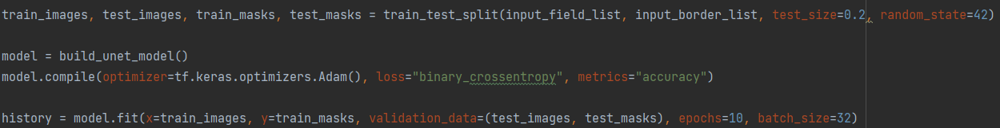 train_images, test_images, train_masks, test_masks = train_test_split(input_field_list, input_border_list, test_size=0.2, random_state=42)
model = build_unet_model()
model.compile(optimizer=tf.keras.optimizers.Adam(), loss="binary_crossentropy", metrics="accuracy")
history = model.fit(x=train_images, y=train_masks, validation_data=(test_images, test_masks), epochs=10, batch_size=32)